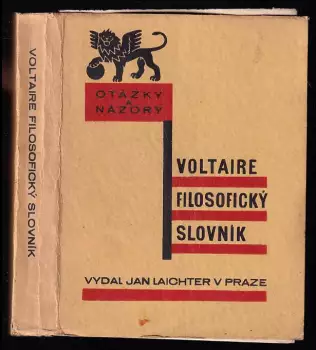 VOLTAIRE FILOSOFICKÝ SLOVNÍK
OTÁZKY
A
NÁZORY
VOLTAIRE
FILOSOFICKÝ
SLOVNÍK
VYDAL JAN LAICHTER V PRAZE